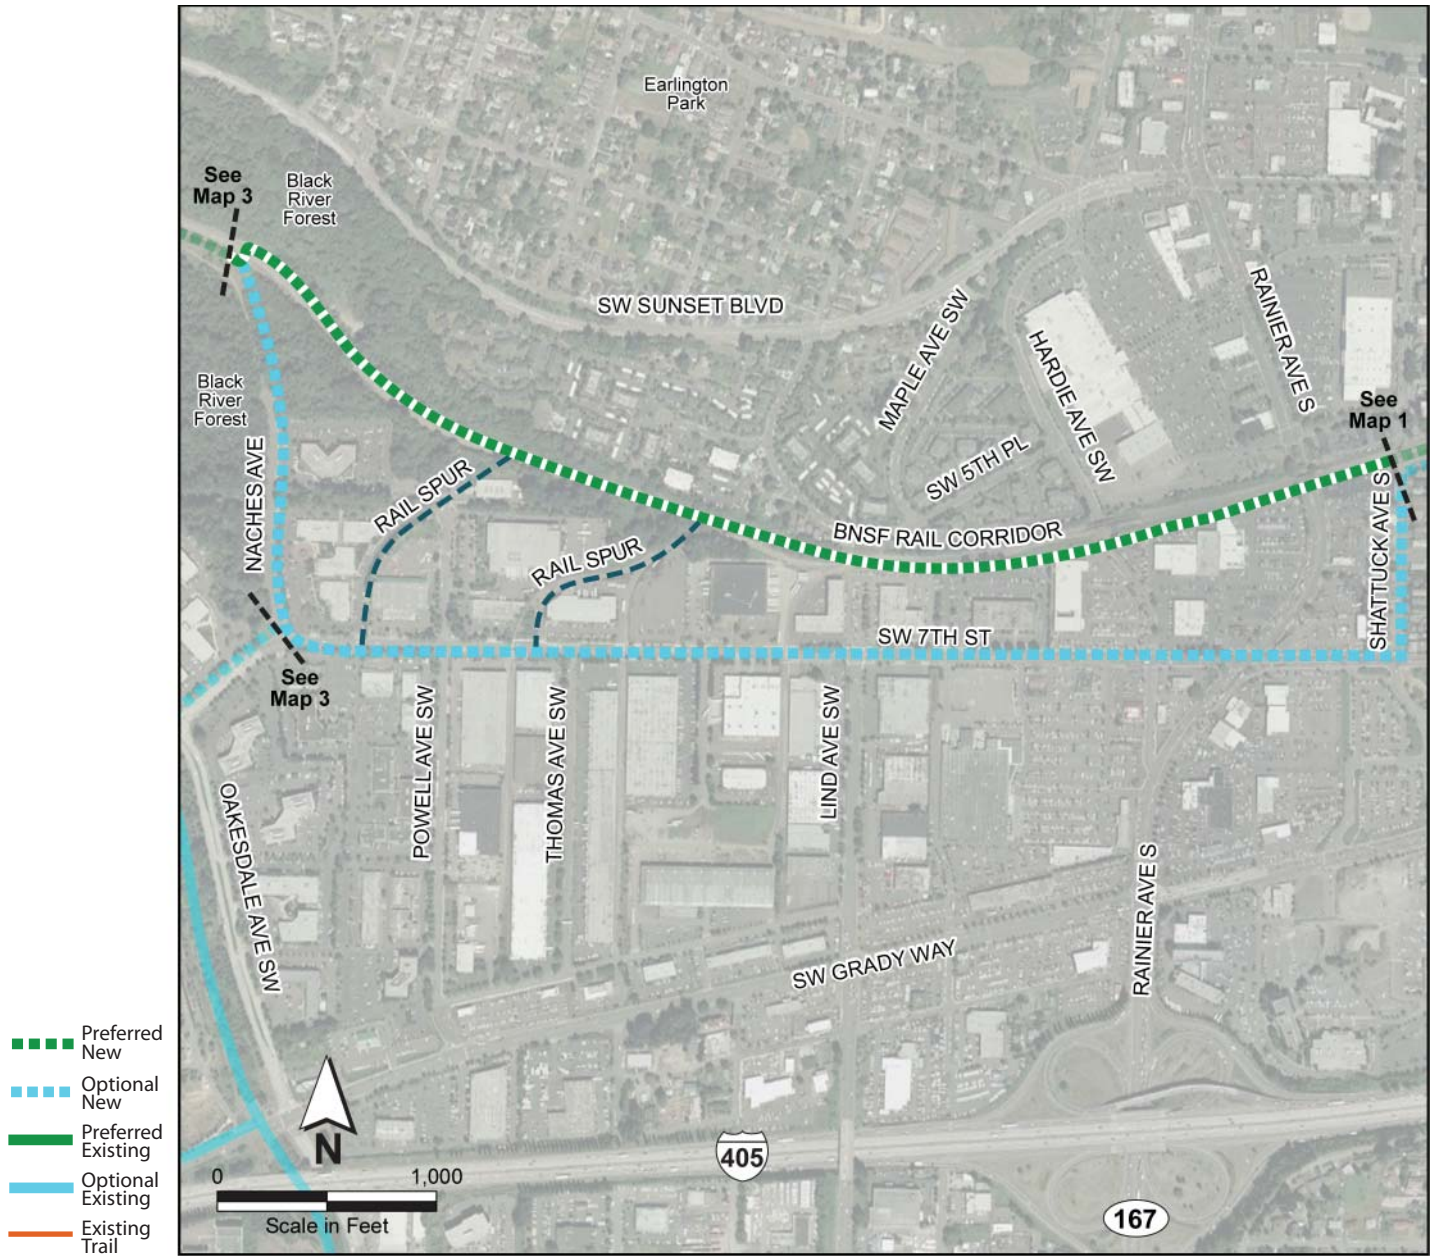 Earlington
Park
See
Map 3
Black
River
Forest
SW SUNSET BLVD
MAPLE AVE SW
HARDIE AVE SW
RAINIER AVE S
Black
River
Forest
See
Map 1
NACHES AVE
RAIL SPUR
SW 5TH PL
RAIL SPUR
BNSF RAIL CORRIDOR
SHATTUCK AVE S
SW 7TH ST
See
Map 3
POWELL AVE SW
THOMAS AVE SW
LIND AVE SW
OAKESDALE AVE SW
RAINIER AVE S
SW GRADY WAY
Preferred
New
Optional
New
Preferred
Existing
Optional
Existing
Existing
Trail
N
0 1,000
Scale in Feet
405
167